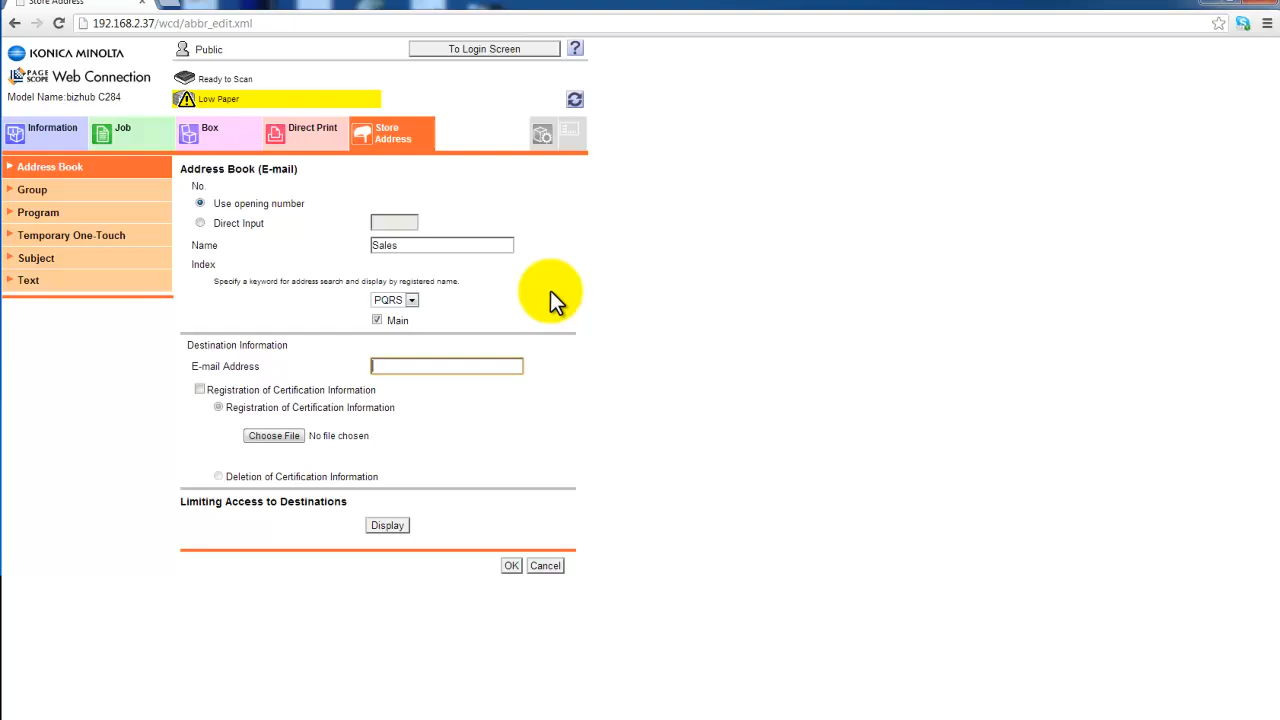 Store Address
192.168.2.37/wcd/abbr_edit.xml
KONICA MINOLTA
PAGE SCOPE Web Connection
Model Name:bizhub C284
Public
To Login Screen
?
Ready to Scan
Low Paper
Information
Job
Box
Direct Print
Store
Address
Address Book
Group
Program
Temporary One-Touch
Subject
Text
Address Book (E-mail)
No.
Use opening number
Direct Input
Name
Sales
Index
Specify a keyword for address search and display by registered name.
PQRS
Main
Destination Information
E-mail Address
Registration of Certification Information
Registration of Certification Information
Choose File No file chosen
Deletion of Certification Information
Limiting Access to Destinations
Display
OK Cancel